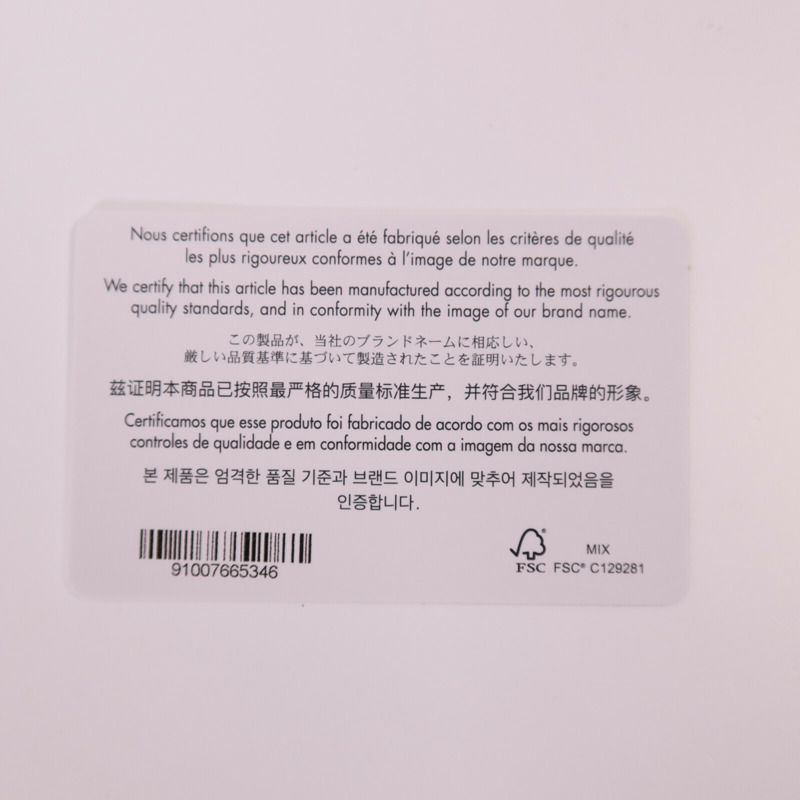 Nous certifions que cet article a été fabriqué selon les critères de qualité
les plus rigoureux conformes à l'image de notre marque.
We certify that this article has been manufactured according to the most rigourous
quality standards, and in conformity with the image of our brand name.
この製品が、当社のブランドネームに相応しい、
厳しい品質基準に基づいて製造されたことを証明いたします。
兹证明本商品已按照最严格的质量标准生产，并符合我们品牌的形象。
Certificamos que esse produto foi fabricado de acordo com os mais rigorosos
controles de qualidade e em conformidade com a imagem da nossa marca.
본 제품은 엄격한 품질 기준과 브랜드 이미지에 맞추어 제작되었음을
인증합니다.
91007665346
MIX
FSC FSC® C129281